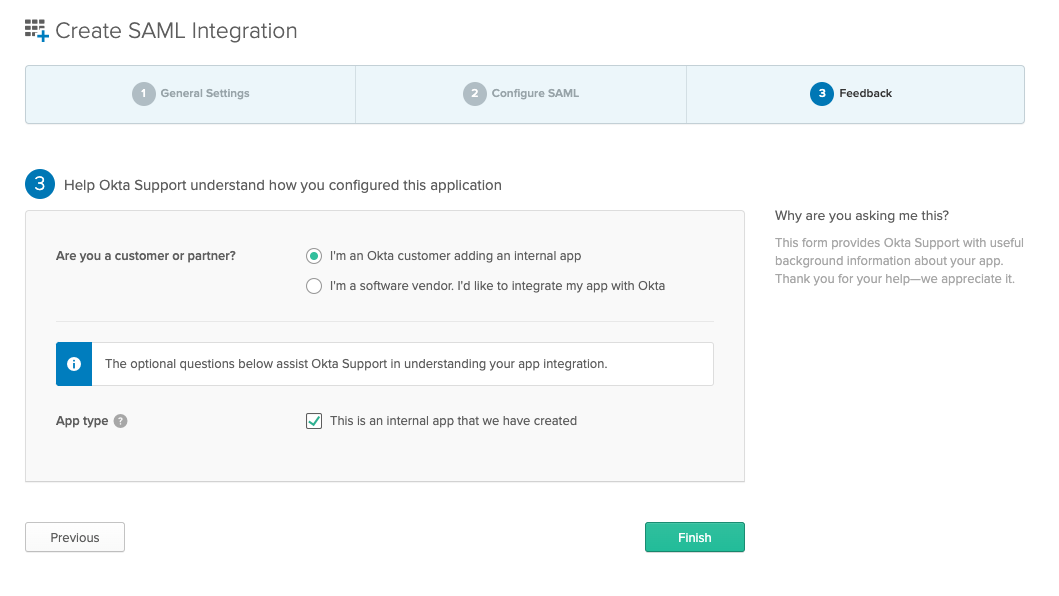 Create SAML Integration
1 General Settings
2 Configure SAML
3 Feedback
3 Help Okta Support understand how you configured this application
Are you a customer or partner?
I'm an Okta customer adding an internal app
I'm a software vendor. I'd like to integrate my app with Okta
The optional questions below assist Okta Support in understanding your app integration.
App type ?
This is an internal app that we have created
Why are you asking me this?
This form provides Okta Support with useful
background information about your app.
Thank you for your help—we appreciate it.
Previous
Finish